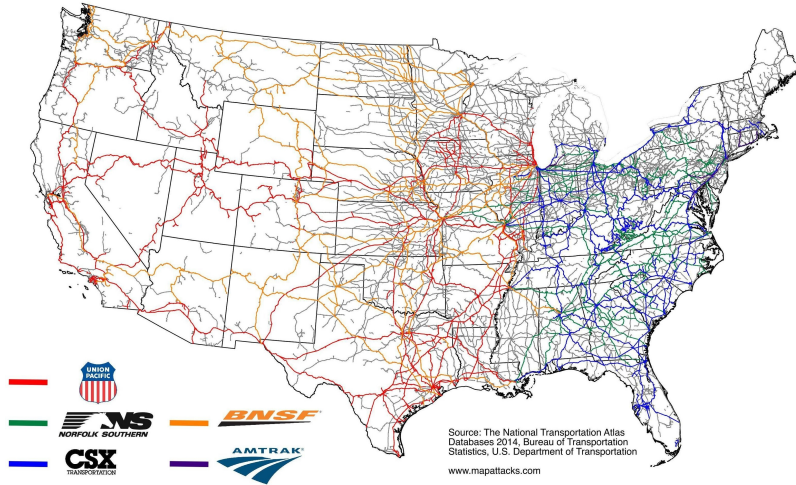 UNION
PACIFIC
NS
NORFOLK SOUTHERN
BNSF
CSX
TRANSPORTATION
AMTRAK®
Source: The National Transportation Atlas
Databases 2014, Bureau of Transportation
Statistics, U.S. Department of Transportation
www.mapattacks.com